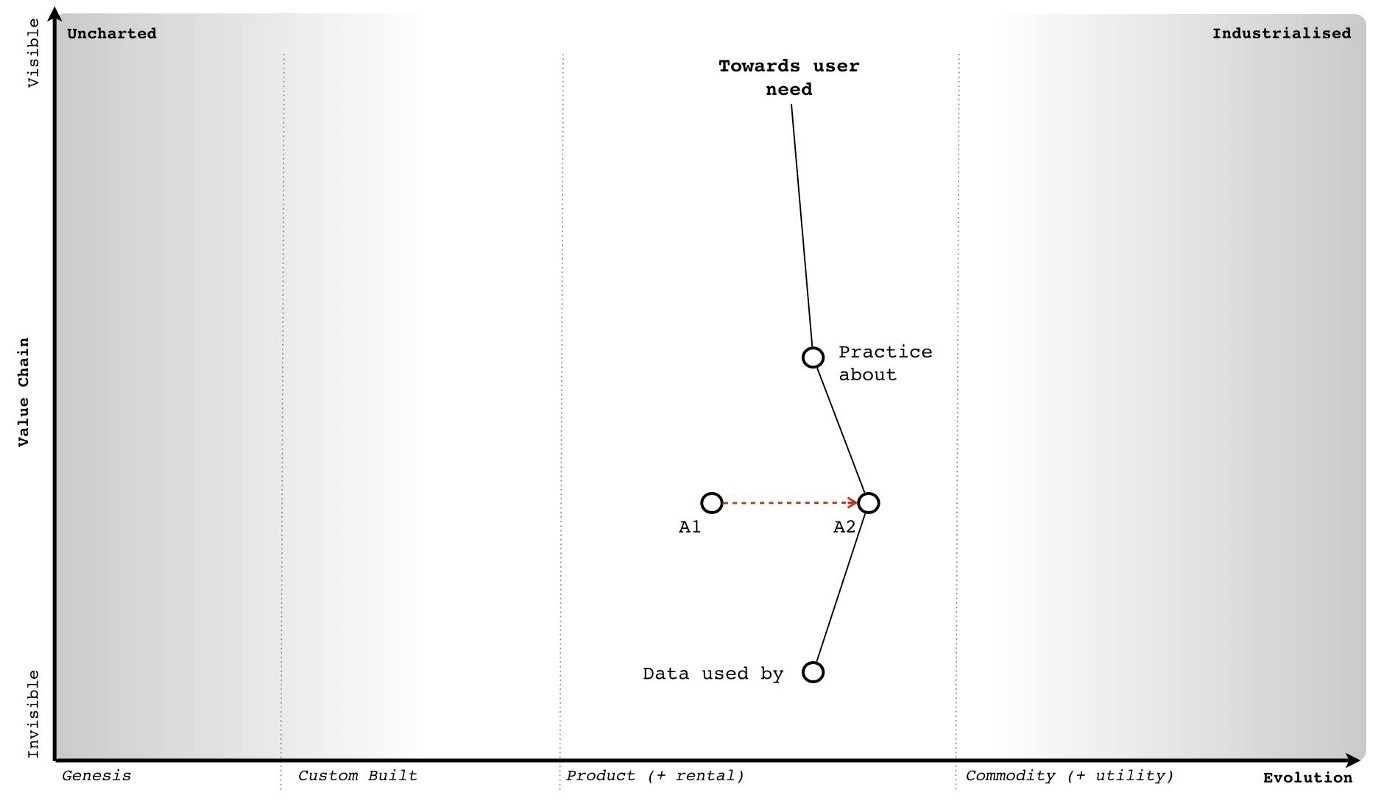 Visible
Uncharted
Industrialised
Towards user
need
Practice
about
Value Chain
A1
A2
Data used by
Invisible
Genesis
Custom Built
Product (+ rental)
Commodity (+ utility)
Evolution